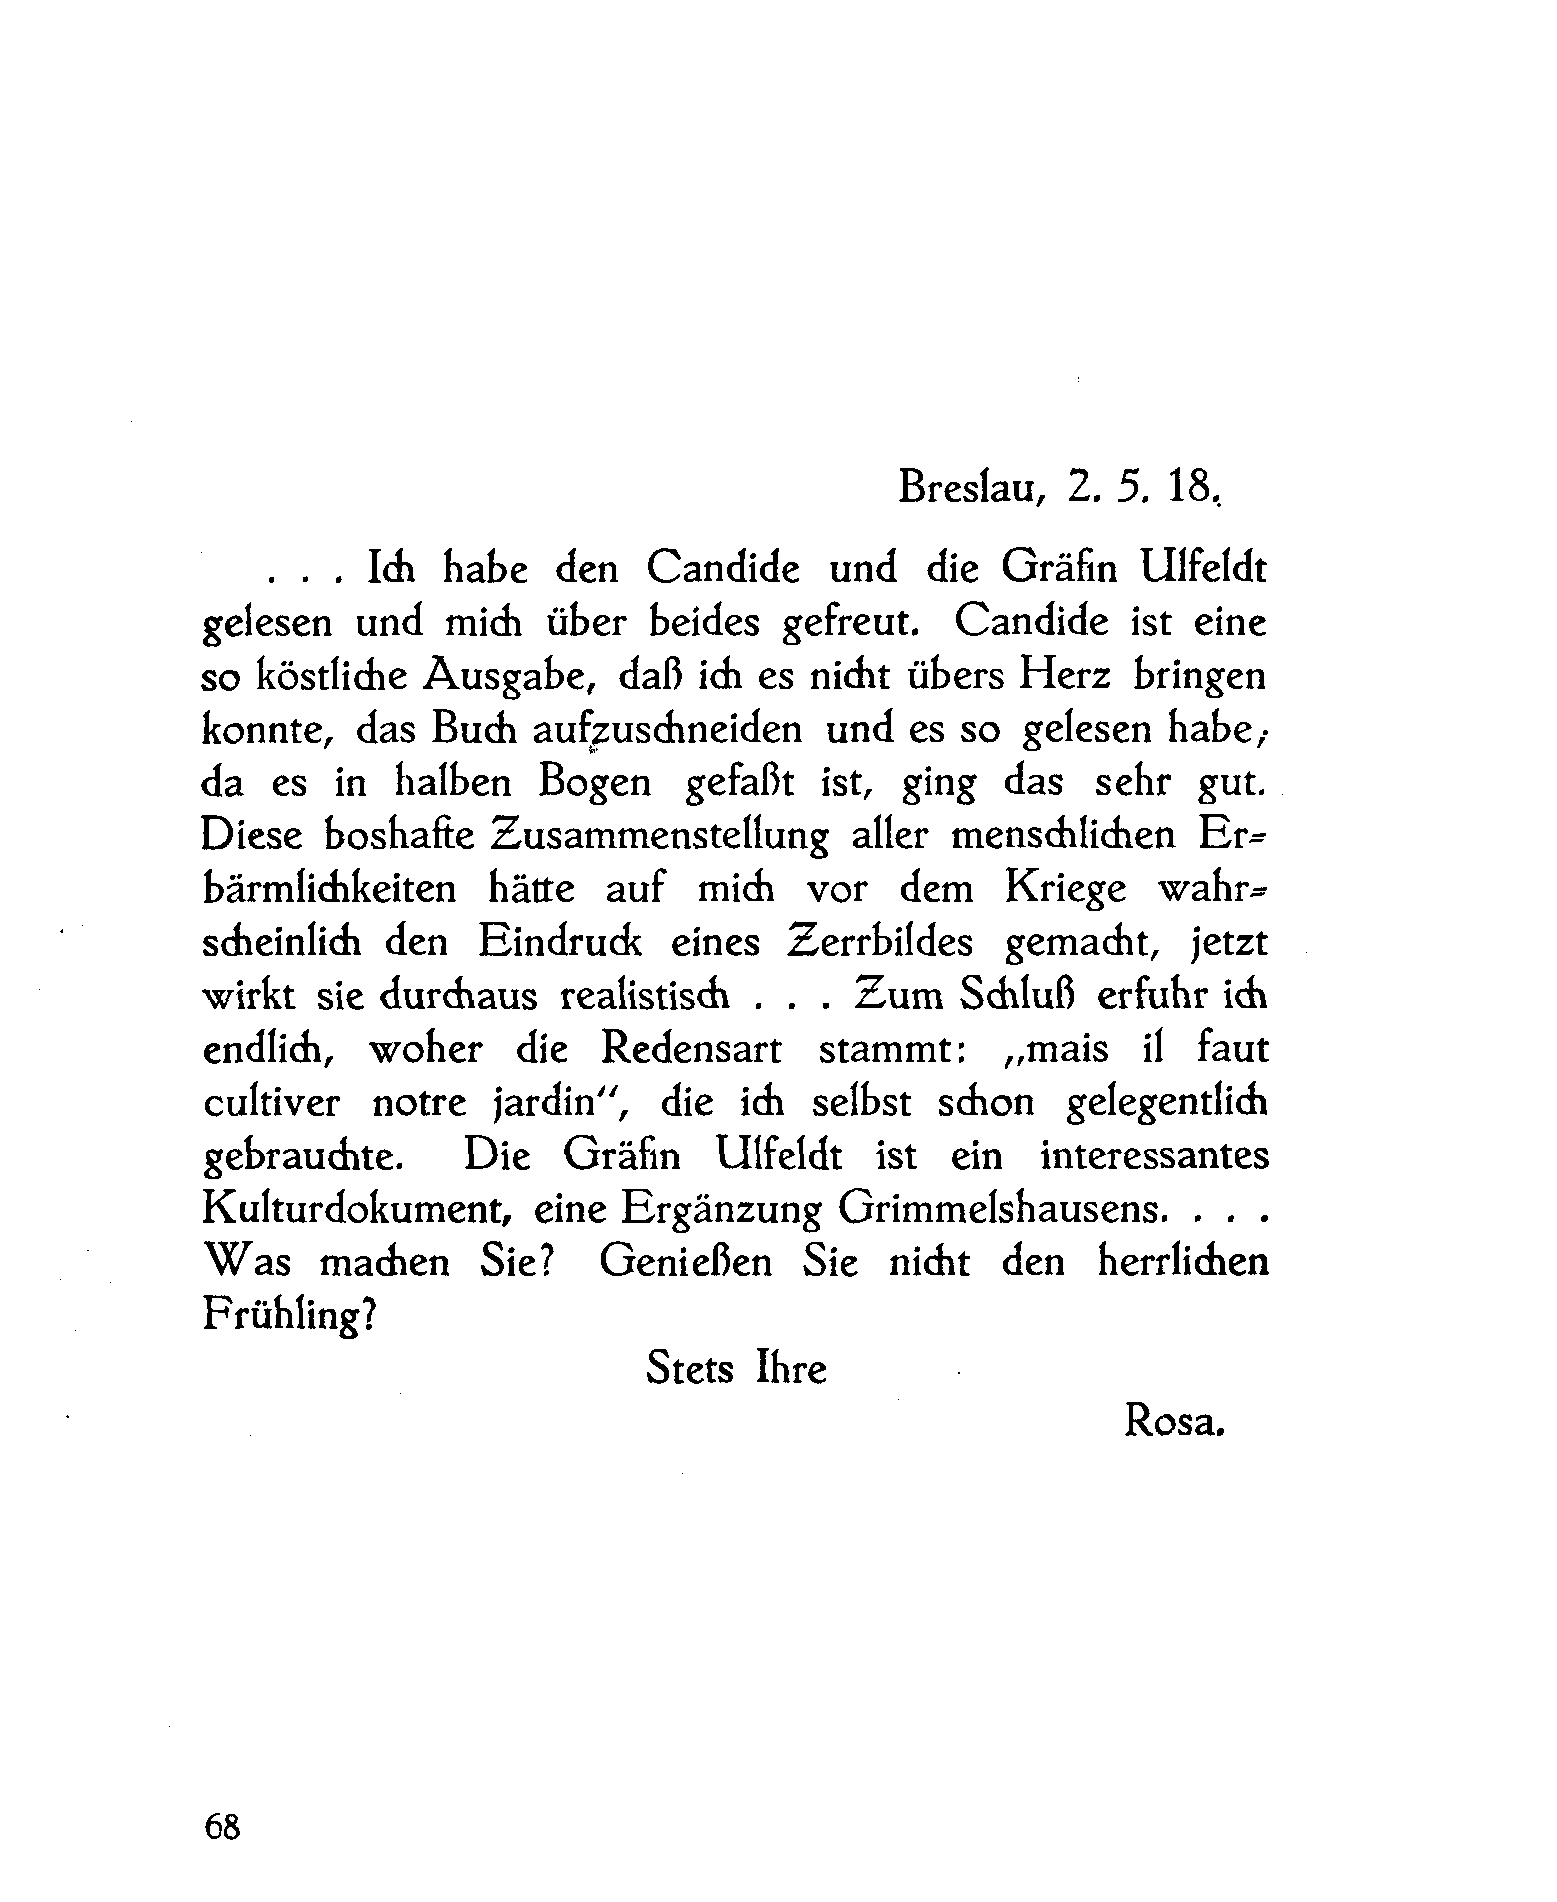 Breslau, 2. 5. 18.
. . . Ich habe den Candide und die Gräfin Ulfeldt
gelesen und mich über beides gefreut. Candide ist eine
so köstliche Ausgabe, daß ich es nicht übers Herz bringen
konnte, das Buch aufzuschneiden und es so gelesen habe;
da es in halben Bogen gefaßt ist, ging das sehr gut.
Diese boshafte Zusammenstellung aller menschlichen Er-
bärmlichkeiten hätte auf mich vor dem Kriege wahr-
scheinlich den Eindruck eines Zerrbildes gemacht, jetzt
wirkt sie durchaus realistisch . . . Zum Schluß erfuhr ich
endlich, woher die Redensart stammt: „mais il faut
cultiver notre jardin“, die ich selbst schon gelegentlich
gebrauchte. Die Gräfin Ulfeldt ist ein interessantes
Kulturdokument, eine Ergänzung Grimmelshausens. . . .
Was machen Sie? Genießen Sie nicht den herrlichen
Frühling?
Stets Ihre
Rosa.
68